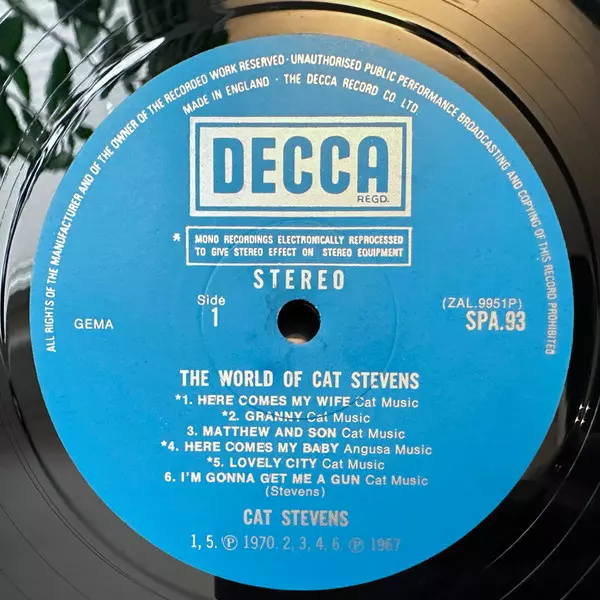 ALL RIGHTS OF THE MANUFACTURER AND OF THE OWNER OF THE RECORDED WORK RESERVED · UNAUTHORISED PUBLIC PERFORMANCE BROADCASTING AND COPYING OF THIS RECORD PROHIBITED
MADE IN ENGLAND · THE DECCA RECORD CO. LTD.
DECCA
REGD.
* MONO RECORDINGS ELECTRONICALLY REPROCESSED
TO GIVE STEREO EFFECT ON STEREO EQUIPMENT
STEREO
Side
1
(ZAL.9951P)
GEMA
SPA.93
THE WORLD OF CAT STEVENS
*1. HERE COMES MY WIFE Cat Music
*2. GRANNY Cat Music
3. MATTHEW AND SON Cat Music
*4. HERE COMES MY BABY Angusa Music
*5. LOVELY CITY Cat Music
6. I'M GONNA GET ME A GUN Cat Music
(Stevens)
CAT STEVENS
1, 5. ℗ 1970. 2, 3, 4, 6. ℗ 1967